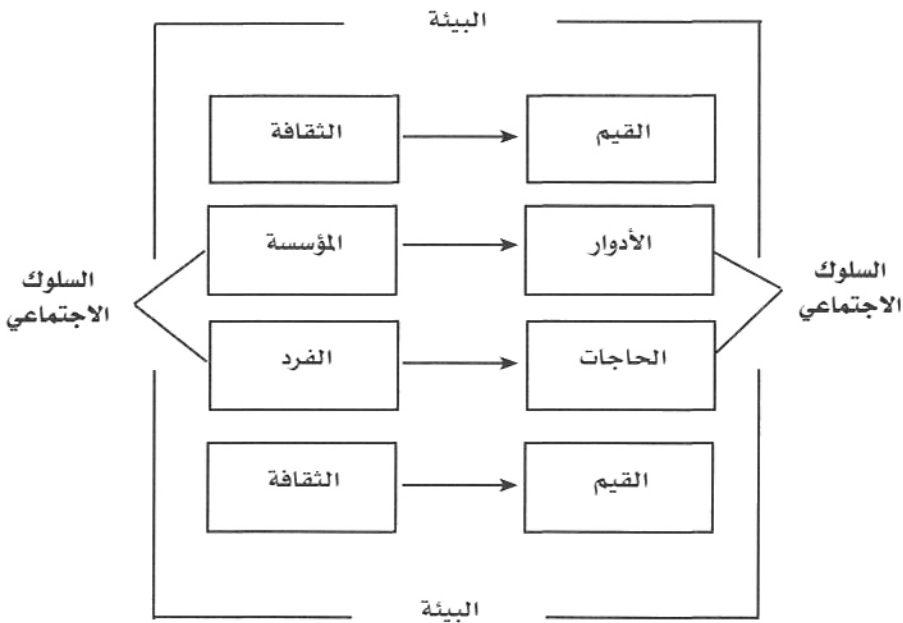 البيئة
القيم
الثقافة
الأدوار
المؤسسة
السلوك
الاجتماعي
السلوك
الاجتماعي
الحاجات
الفرد
القيم
الثقافة
البيئة